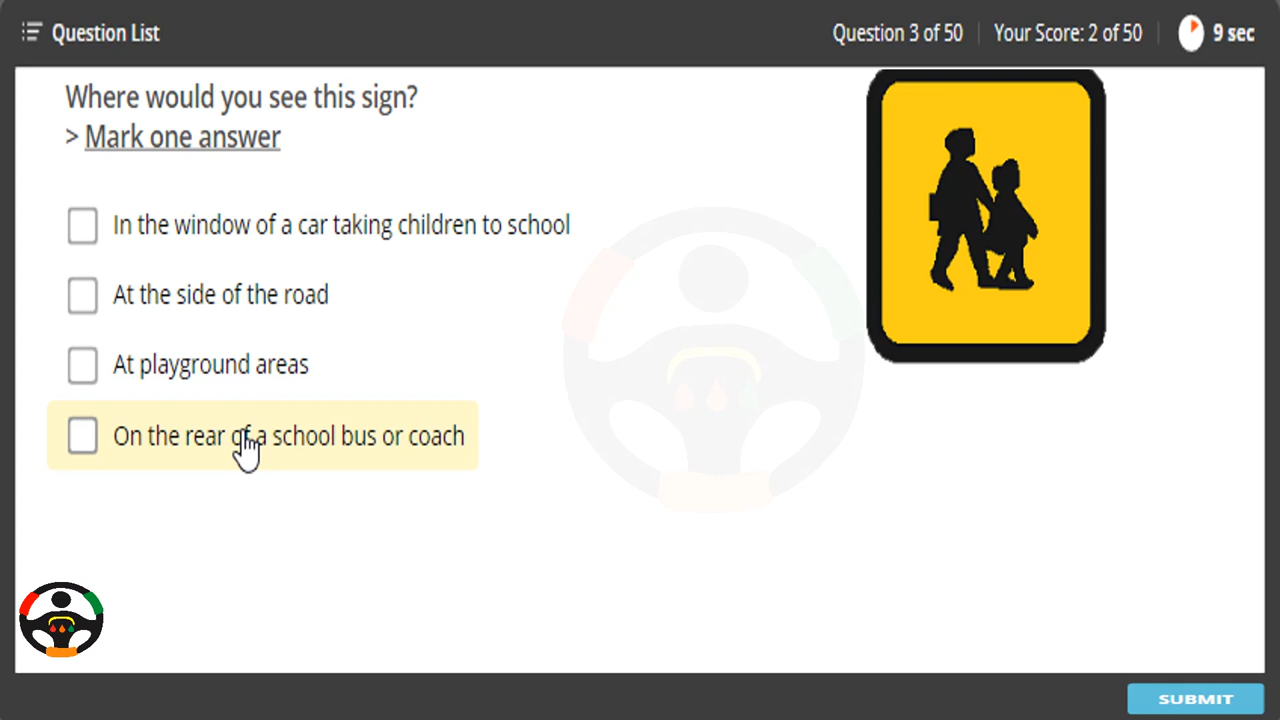 Question List
Question 3 of 50
Your Score: 2 of 50
9 sec
Where would you see this sign?
> Mark one answer
In the window of a car taking children to school
At the side of the road
At playground areas
On the rear of a school bus or coach
SUBMIT